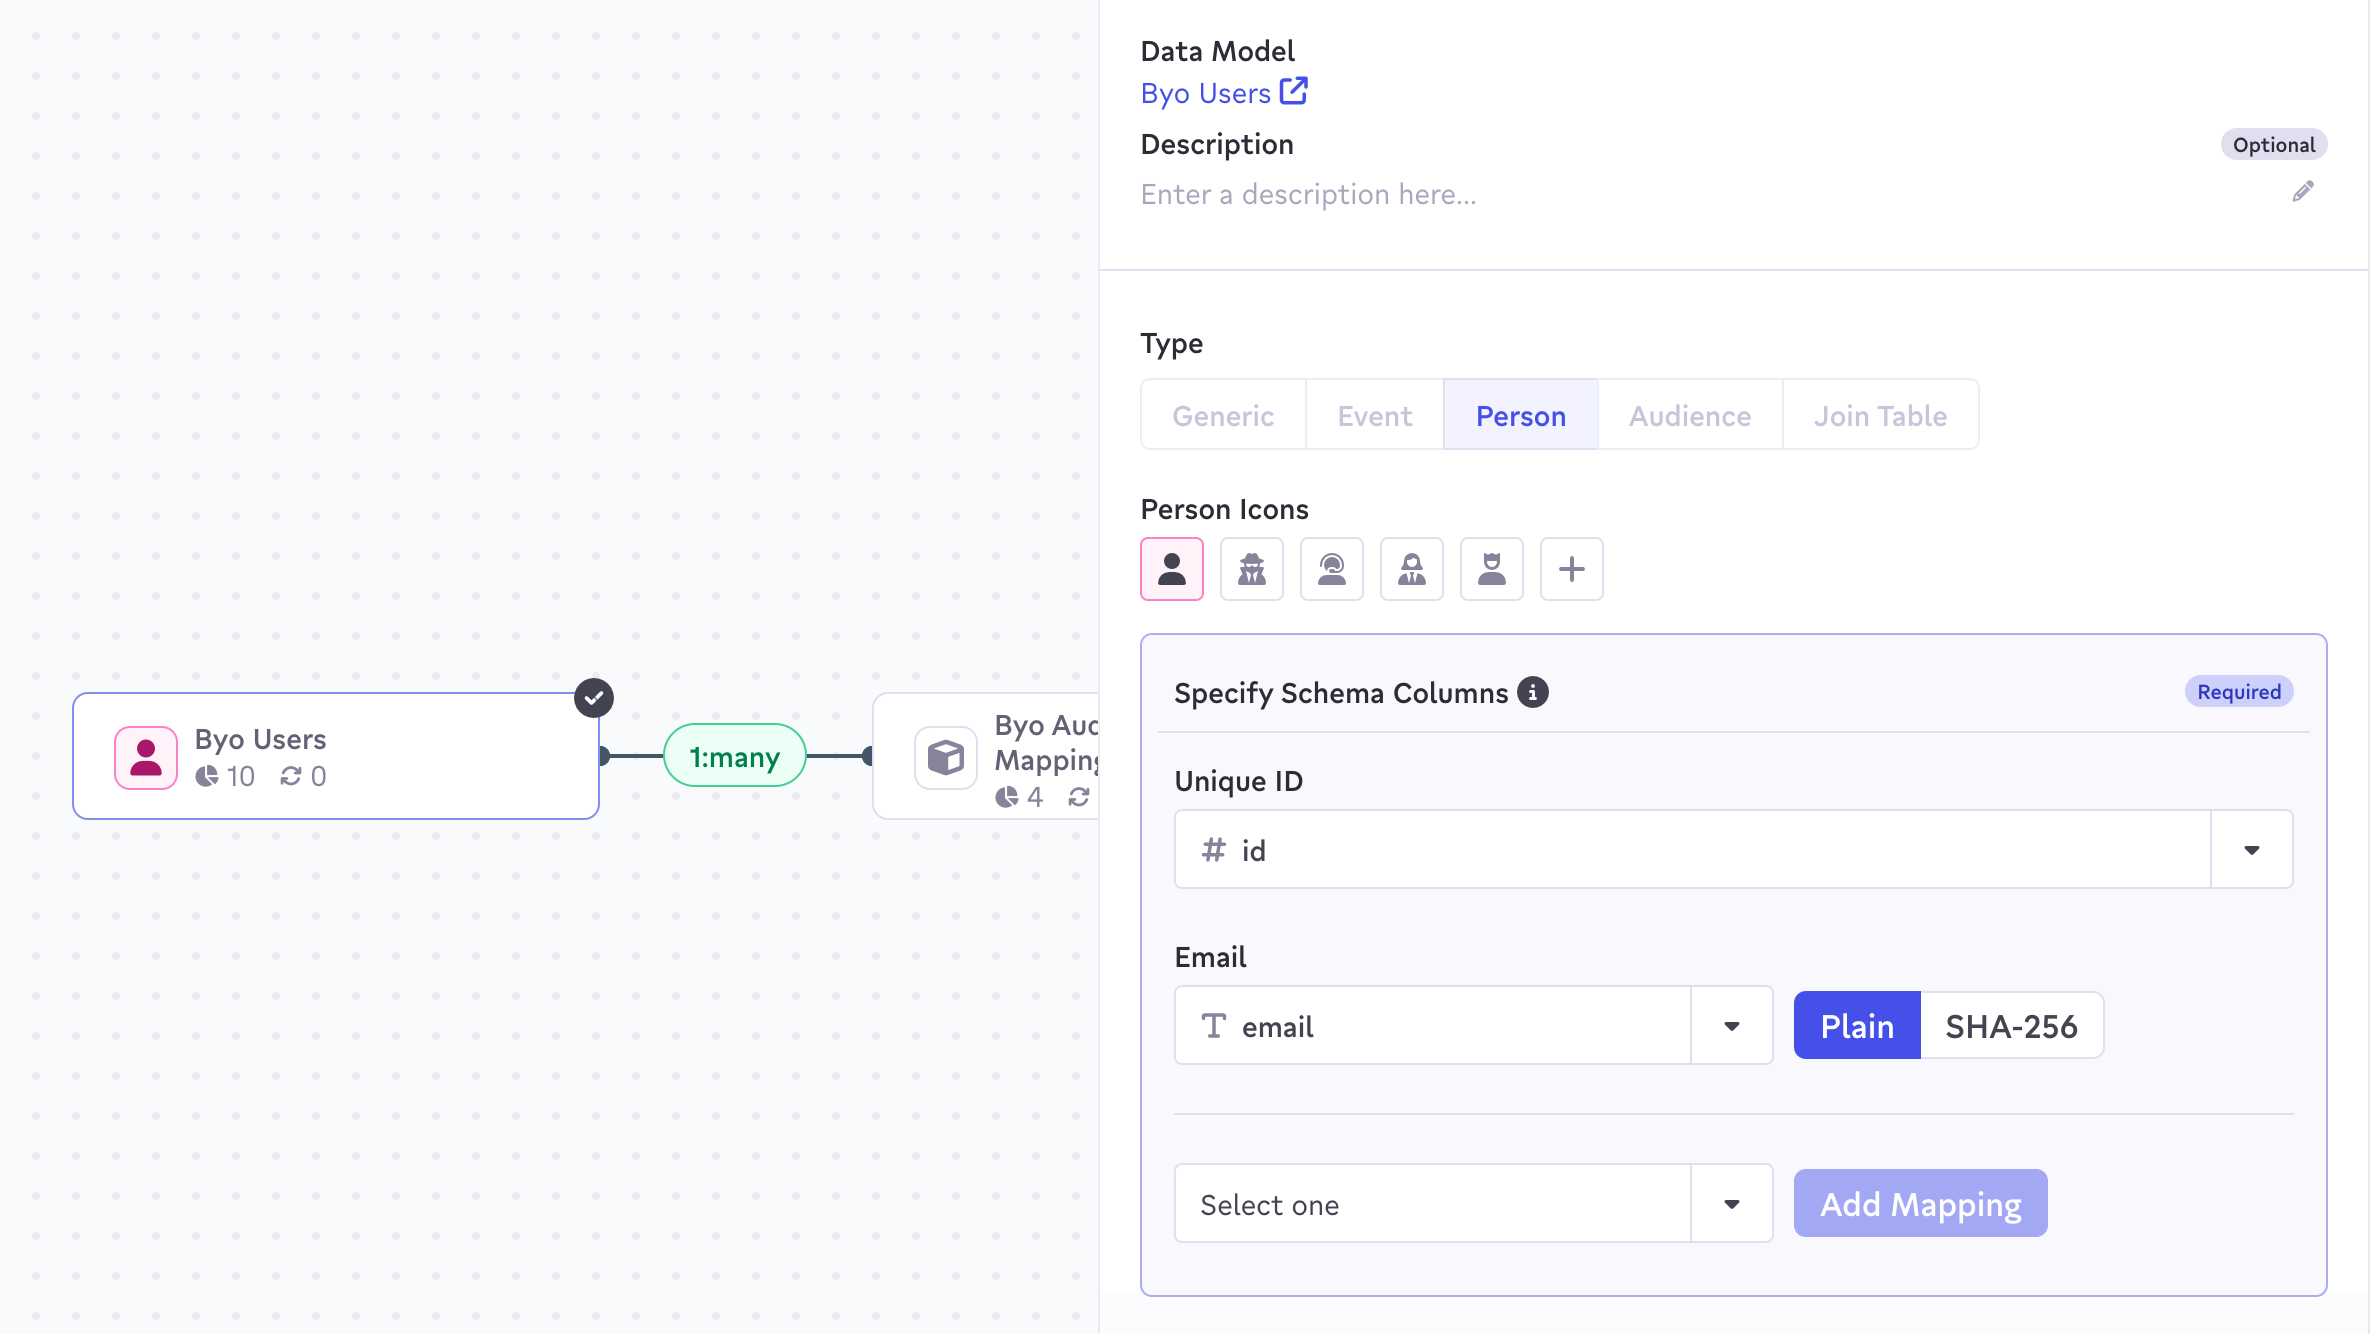 Data Model
Byo Users
Description
Optional
Enter a description here...
Type
Generic
Event
Person
Audience
Join Table
Person Icons
Specify Schema Columns
Required
Unique ID
# id
Email
T email
Plain
SHA-256
Select one
Add Mapping
Byo Users
10
0
1:many
Byo
Mapping
4